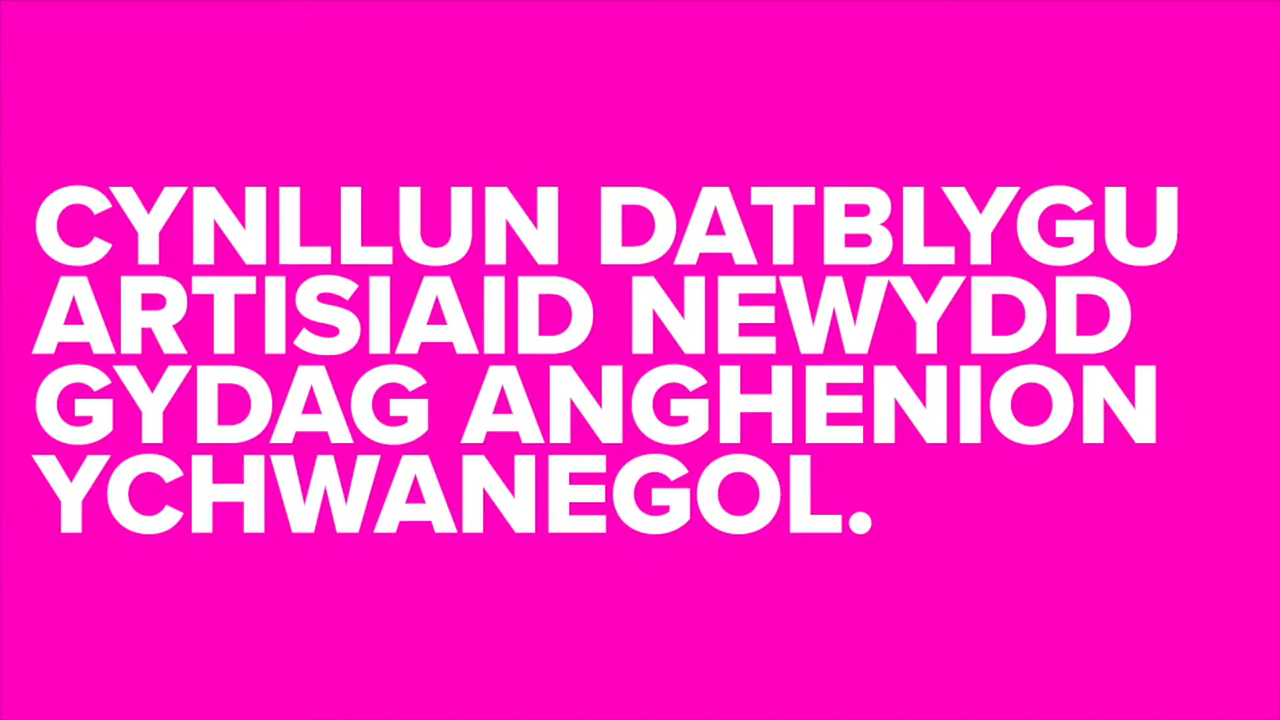 CYNLLUN DATBLYGU
ARTISIAID NEWYDD
GYDAG ANGHENION
YCHWANEGOL.